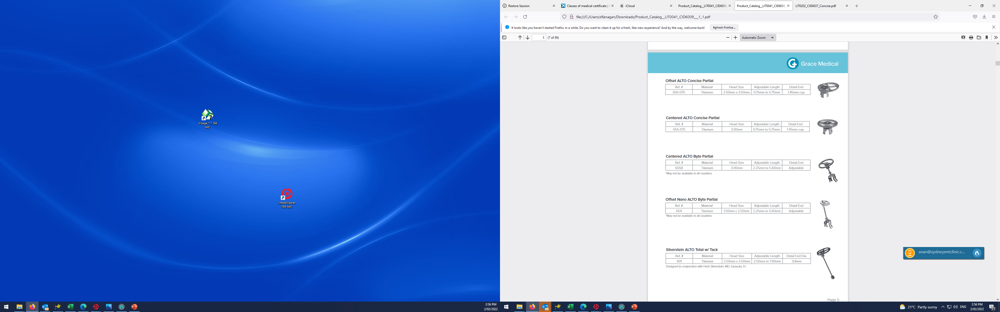 Visage 7.1 (64
bit)
InteleViewer
(64-bit)
2:56 PM
2/02/2022
Restore Session
Classes of medical certificate | C
iCloud
Product_Catalog__LIT0041_CID6009_
Product_Catalog__LIT0041_CID6009_
LIT0202_CID6037_Concise.pdf
file:///C:/Users/sflanagan/Downloads/Product_Catalog__LIT0041_CID6009___1_1.pdf
It looks like you haven't started Firefox in a while. Do you want to clean it up for a fresh, like-new experience? And by the way, welcome back!
Refresh Firefox...
5 (7 of 99)
Automatic Zoom
Grace Medical
Offset ALTO Concise Partial
Ref. # Material Head Size Adjustable Length Distal End
650-075 Titanium 2.50mm x 3.50mm 0.75mm to 5.75mm 1.45mm cup
Centered ALTO Concise Partial
Ref. # Material Head Size Adjustable Length Distal End
655-075 Titanium 3.00mm 0.75mm to 5.75mm 1.45mm cup
Centered ALTO Byte Partial
Ref. # Material Head Size Adjustable Length Distal End
655B Titanium 3.00mm 2.25mm to 5.60mm Adjustable
*May not be available in all countries
Offset Nano ALTO Byte Partial
Ref. # Material Head Size Adjustable Length Distal End
654 Titanium 1.50mm x 2.50mm 2.25mm to 5.60mm Adjustable
*May not be available in all countries
Silverstein ALTO Total w/ Tack
Ref. # Material Head Size Adjustable Length Distal End Dia.
601 Titanium 2.50mm x 3.50mm 2.50mm to 7.00mm 0.8mm
Designed in conjunction with Herb Silverstein, MD, Sarasota, FL
Page 5
sean@sydneyentclinic.c...
21°C Partly sunny
ENG
2:56 PM
2/02/2022
21